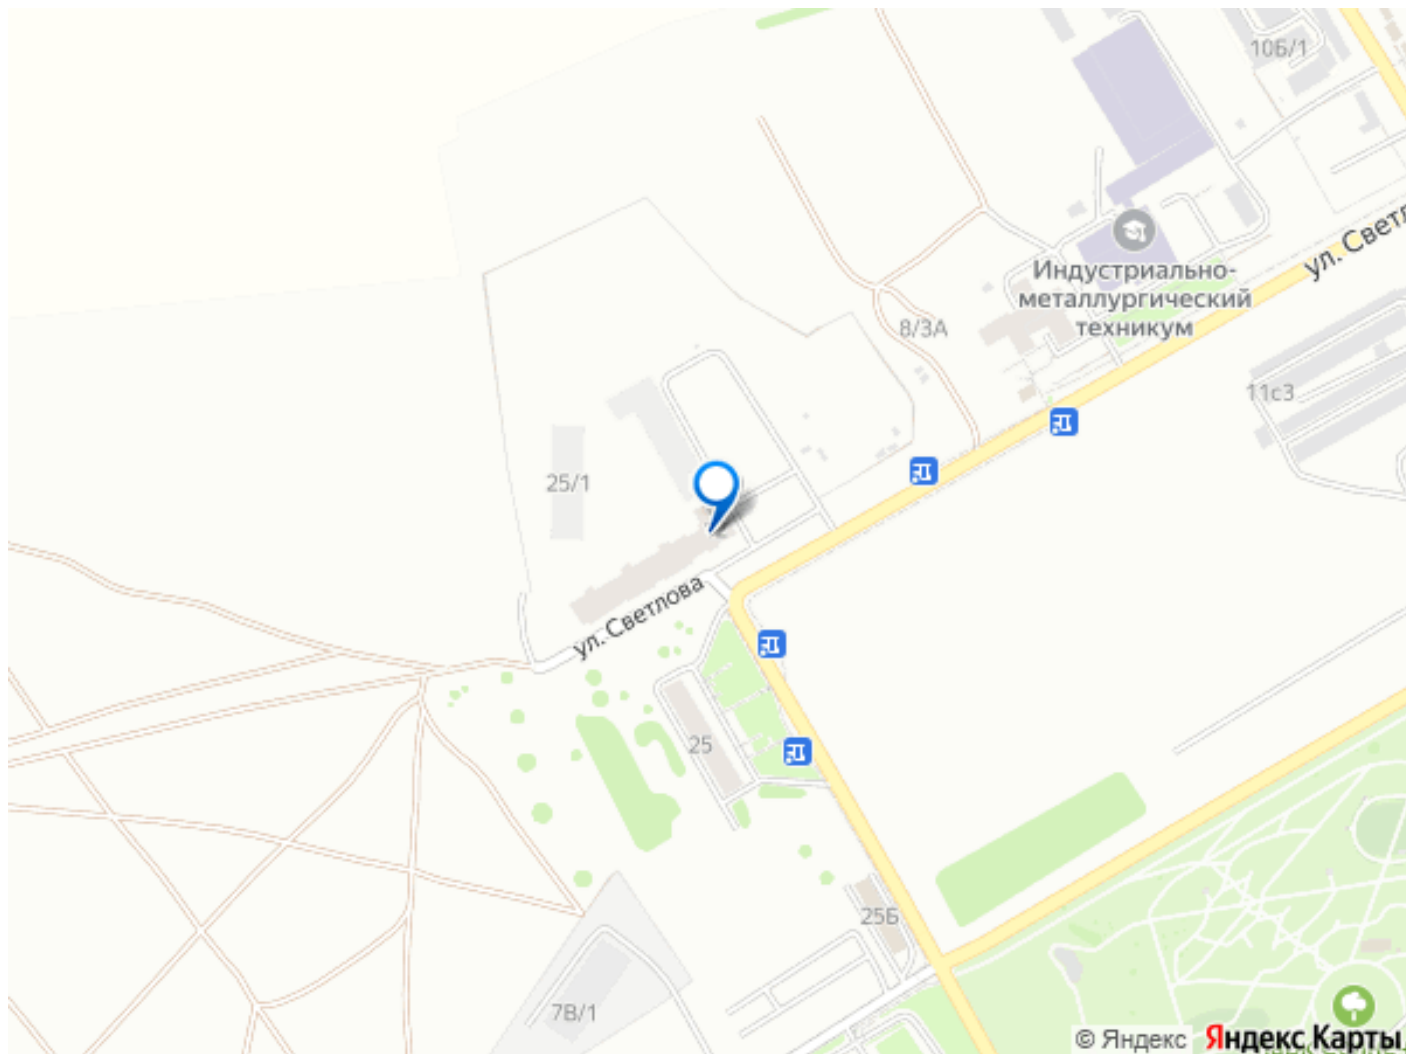 10Б/1
ул. Светл
Индустриально-
металлургический
техникум
8/3А
11с3
25/1
ул. Светлова
25
25Б
7В/1
© Яндекс
Яндекс Карты